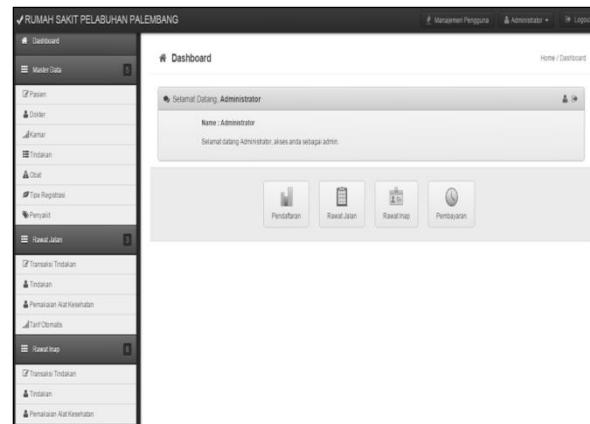 RUMAH SAKIT PELABUHAN PALEMBANG
Manajemen Pengguna
Administrator
Logout
Dashboard
Master Data
Pasien
Dokter
Kamar
Tindakan
Obat
Tipe Registrasi
Penyakit
Rawat Jalan
Transaksi Tindakan
Tindakan
Pemakaian Alat Kesehatan
Tarif Otomatis
Rawat Inap
Transaksi Tindakan
Tindakan
Pemakaian Alat Kesehatan
Dashboard
Home / Dashboard
Selamat Datang, Administrator
Name : Administrator
Selamat datang Administrator, akses anda sebagai admin.
Pendaftaran
Rawat Jalan
Rawat Inap
Pembayaran